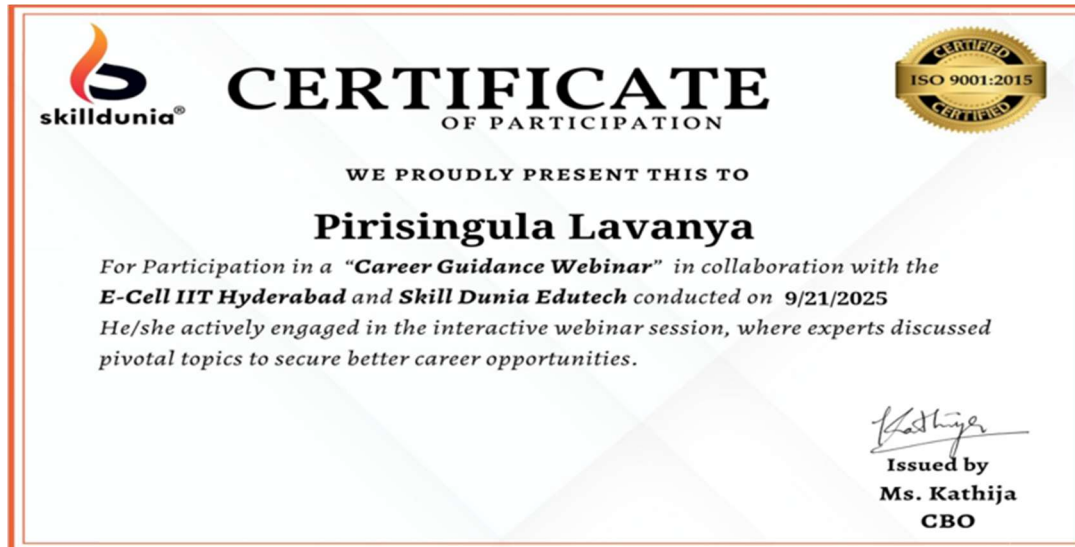 skilldunia®
CERTIFICATE
OF PARTICIPATION
CERTIFIED
ISO 9001:2015
CERTIFIED
WE PROUDLY PRESENT THIS TO
Pirisingula Lavanya
For Participation in a “Career Guidance Webinar” in collaboration with the
E-Cell IIT Hyderabad and Skill Dunia Edutech conducted on 9/21/2025
He/she actively engaged in the interactive webinar session, where experts discussed
pivotal topics to secure better career opportunities.
Kathija
Issued by
Ms. Kathija
CBO